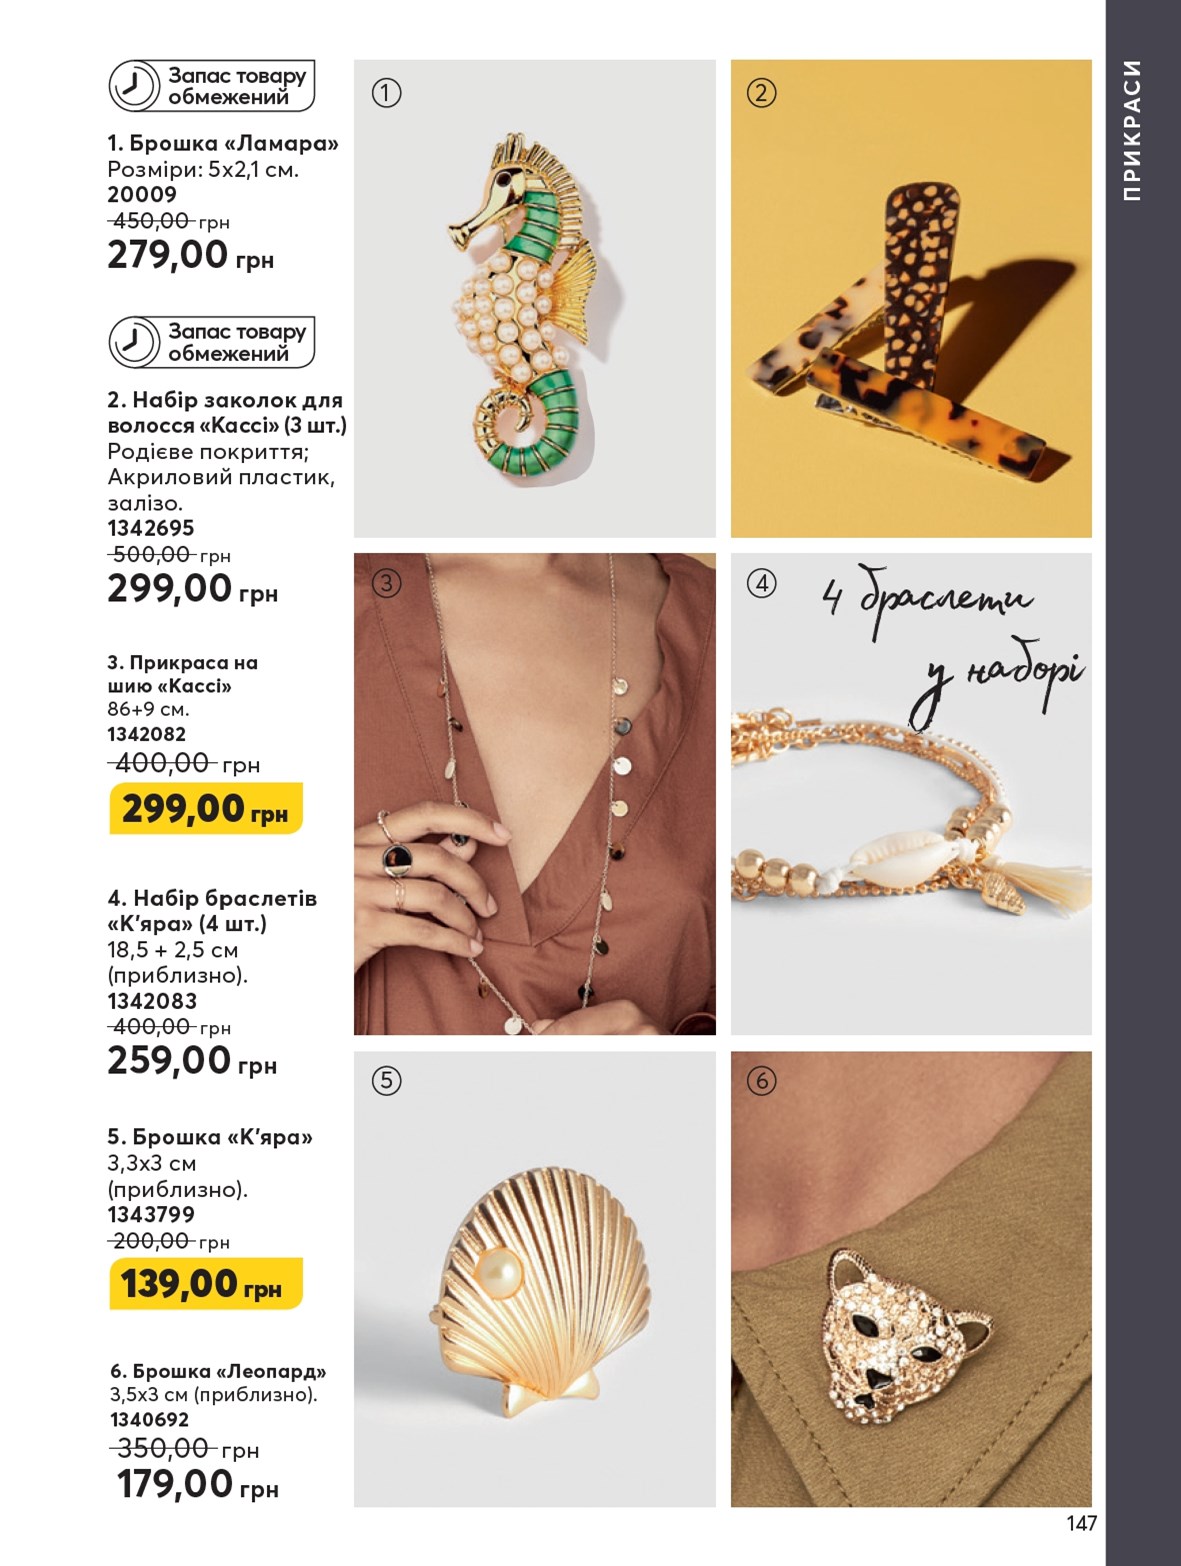 Запас товару
обмежений
1. Брошка «Ламара»
Розміри: 5х2,1 см.
20009
450,00 грн
279,00 грн
Запас товару
обмежений
2. Набір заколок для
волосся «Кассі» (3 шт.)
Родієве покриття;
Акриловий пластик,
залізо.
1342695
500,00 грн
299,00 грн
3. Прикраса на
шию «Кассі»
86+9 см.
1342082
400,00 грн
299,00 грн
4. Набір браслетів
«К’яра» (4 шт.)
18,5 + 2,5 см
(приблизно).
1342083
400,00 грн
259,00 грн
5. Брошка «К’яра»
3,3х3 см
(приблизно).
1343799
200,00 грн
139,00 грн
6. Брошка «Леопард»
3,5х3 см (приблизно).
1340692
350,00 грн
179,00 грн
1
2
3
4
4 браслети
у наборі
5
6
ПРИКРАСИ
147